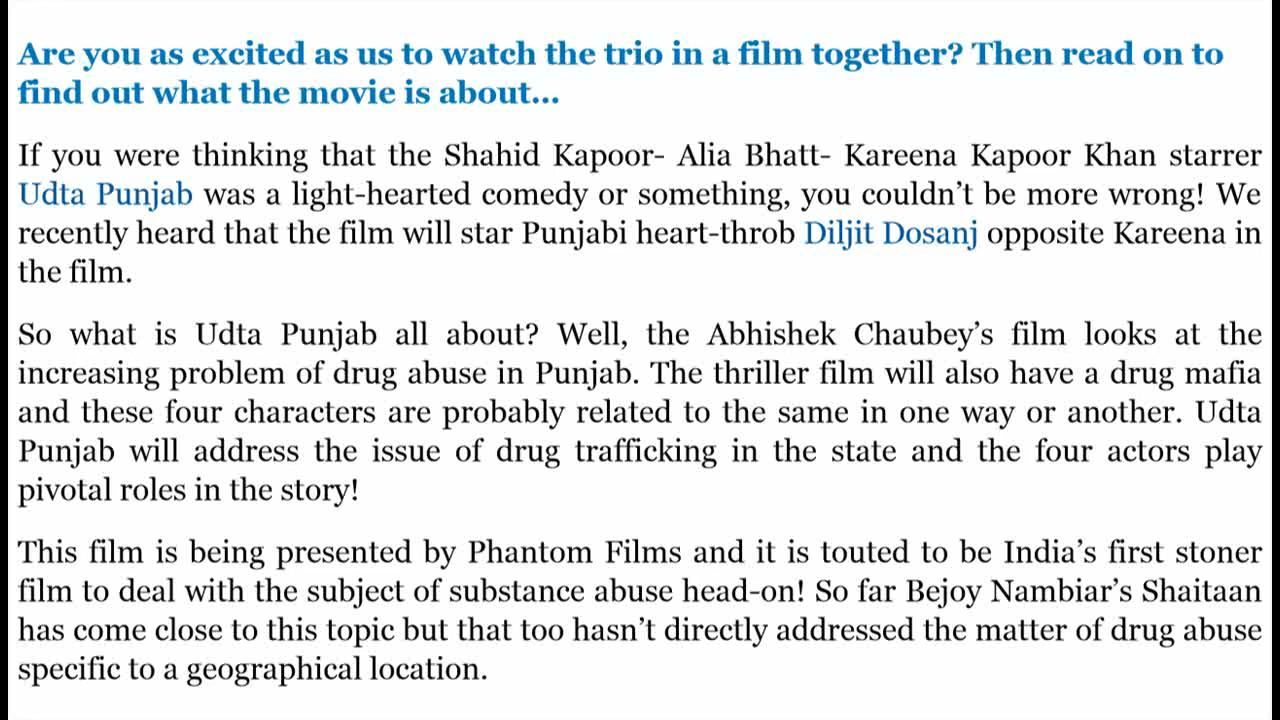 Are you as excited as us to watch the trio in a film together? Then read on to
find out what the movie is about...
If you were thinking that the Shahid Kapoor- Alia Bhatt- Kareena Kapoor Khan starrer
Udta Punjab was a light-hearted comedy or something, you couldn’t be more wrong! We
recently heard that the film will star Punjabi heart-throb Diljit Dosanj opposite Kareena in
the film.
So what is Udta Punjab all about? Well, the Abhishek Chaubey’s film looks at the
increasing problem of drug abuse in Punjab. The thriller film will also have a drug mafia
and these four characters are probably related to the same in one way or another. Udta
Punjab will address the issue of drug trafficking in the state and the four actors play
pivotal roles in the story!
This film is being presented by Phantom Films and it is touted to be India’s first stoner
film to deal with the subject of substance abuse head-on! So far Bejoy Nambiar’s Shaitaan
has come close to this topic but that too hasn’t directly addressed the matter of drug abuse
specific to a geographical location.